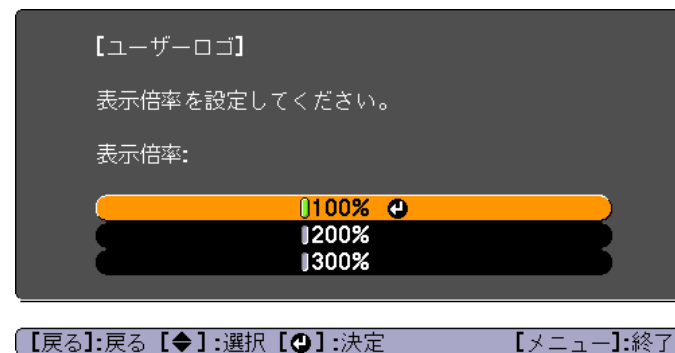 【ユーザーロゴ】
表示倍率を設定してください。
表示倍率:
100%
200%
300%
【戻る】:戻る 【◆】:選択 【⏎】:決定 【メニュー】:終了